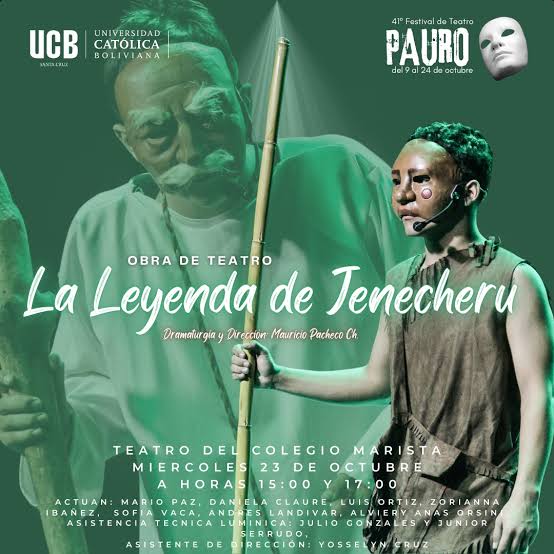 UCB
SANTA CRUZ
UNIVERSIDAD
CATÓLICA
BOLIVIANA
41º Festival de Teatro
PAURO
del 9 al 24 de octubre
OBRA DE TEATRO
La Leyenda de Jenecheru
Dramaturgia y Dirección: Mauricio Pacheco Ch.
TEATRO DEL COLEGIO MARISTA
MIERCOLES 23 DE OCTUBRE
A HORAS 15:00 Y 17:00
ACTUAN: MARIO PAZ, DANIELA CLAURE, LUIS ORTIZ, ZORIANNA
IBAÑEZ, SOFIA VACA, ANDRES LANDIVAR, ALVIERY ANAS ORSINI
ASISTENCIA TECNICA LUMINICA: JULIO GONZALES Y JUNIOR
SERRUDO,
ASISTENTE DE DIRECCIÓN: YOSSELYN CRUZ